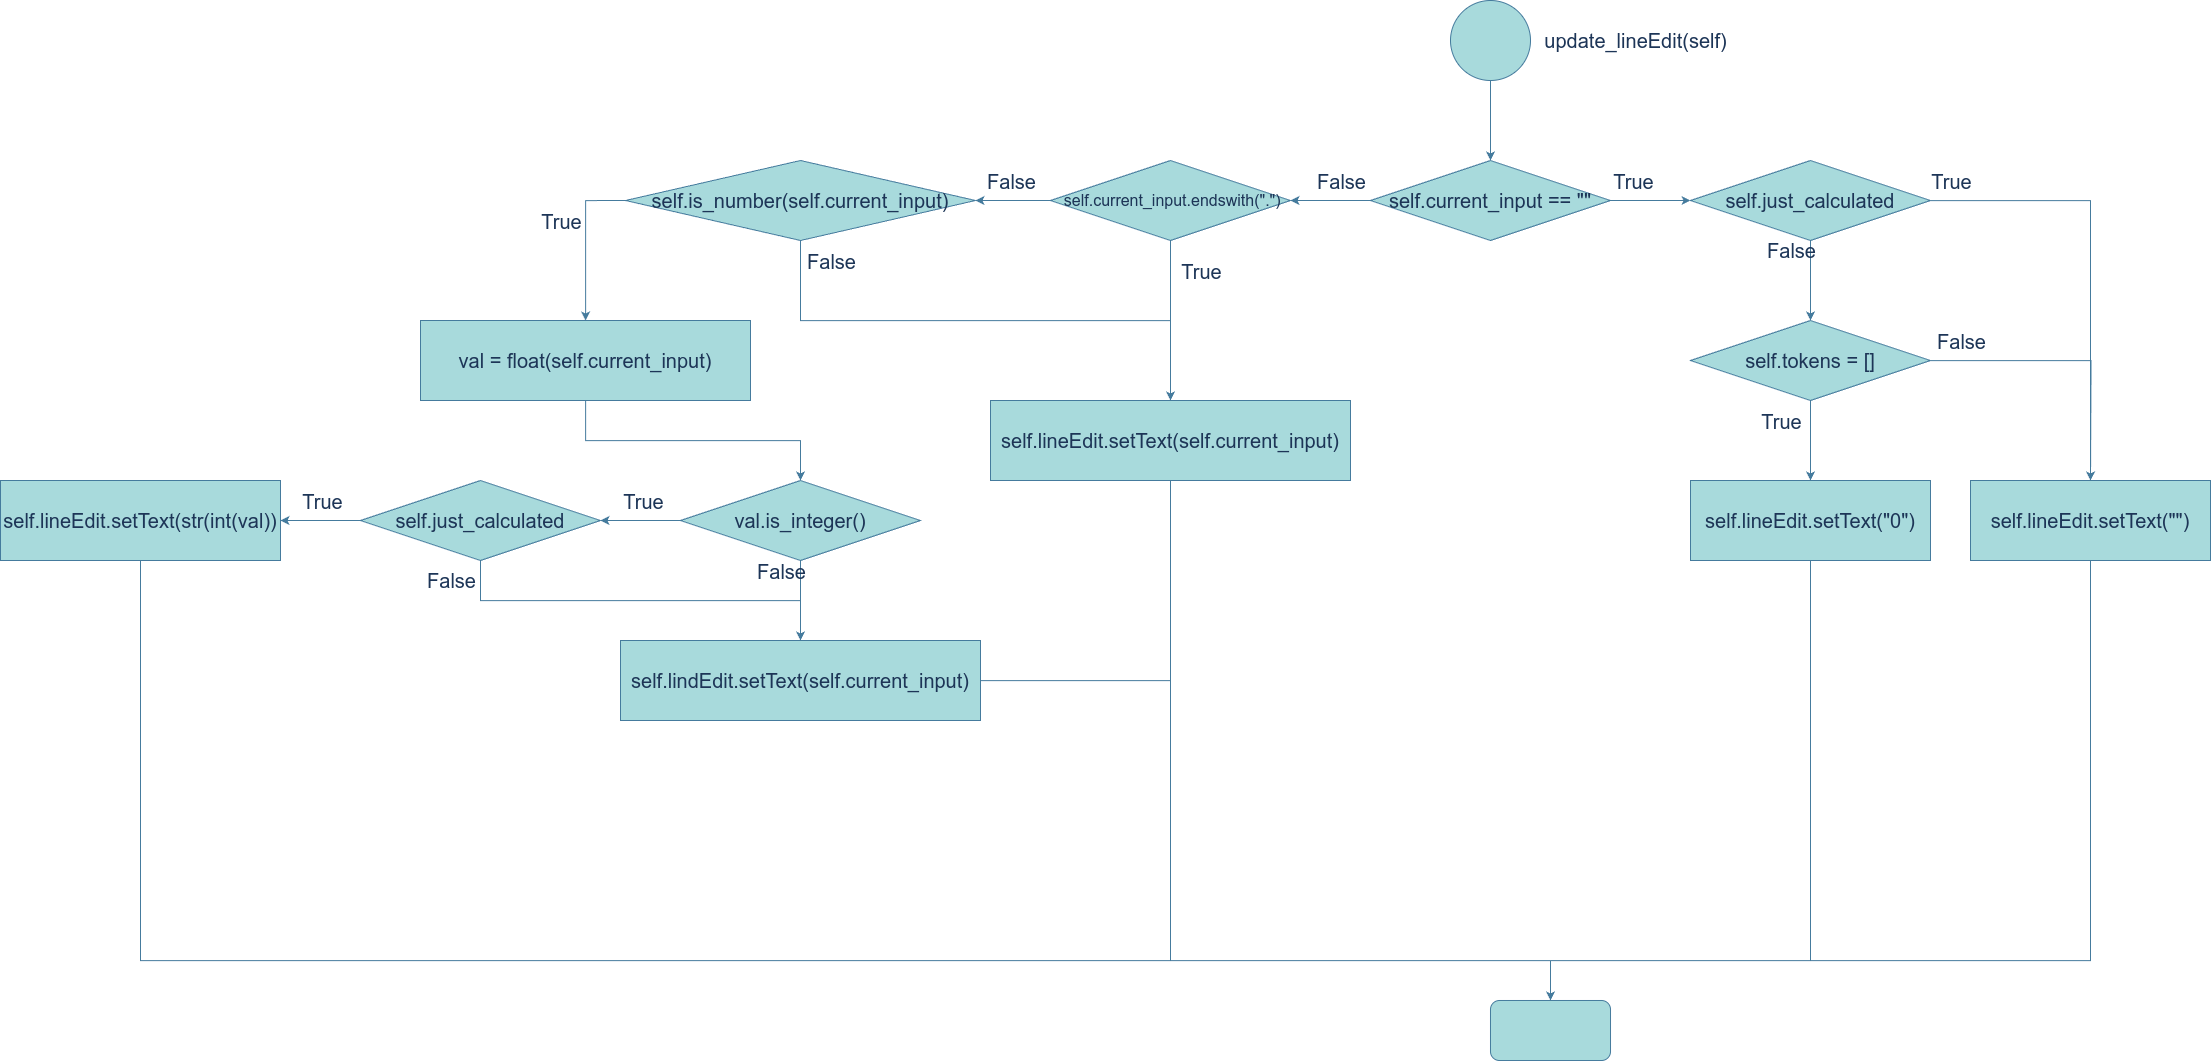 update_lineEdit(self)
False
False
True
True
self.is_number(self.current_input)
self.current_input.endswith(".")
self.current_input == ""
self.just_calculated
True
False
True
False
val = float(self.current_input)
self.tokens = []
False
True
self.lineEdit.setText(self.current_input)
True
True
self.lineEdit.setText(str(int(val))
self.just_calculated
val.is_integer()
self.lineEdit.setText("0")
self.lineEdit.setText("")
False
False
self.lindEdit.setText(self.current_input)